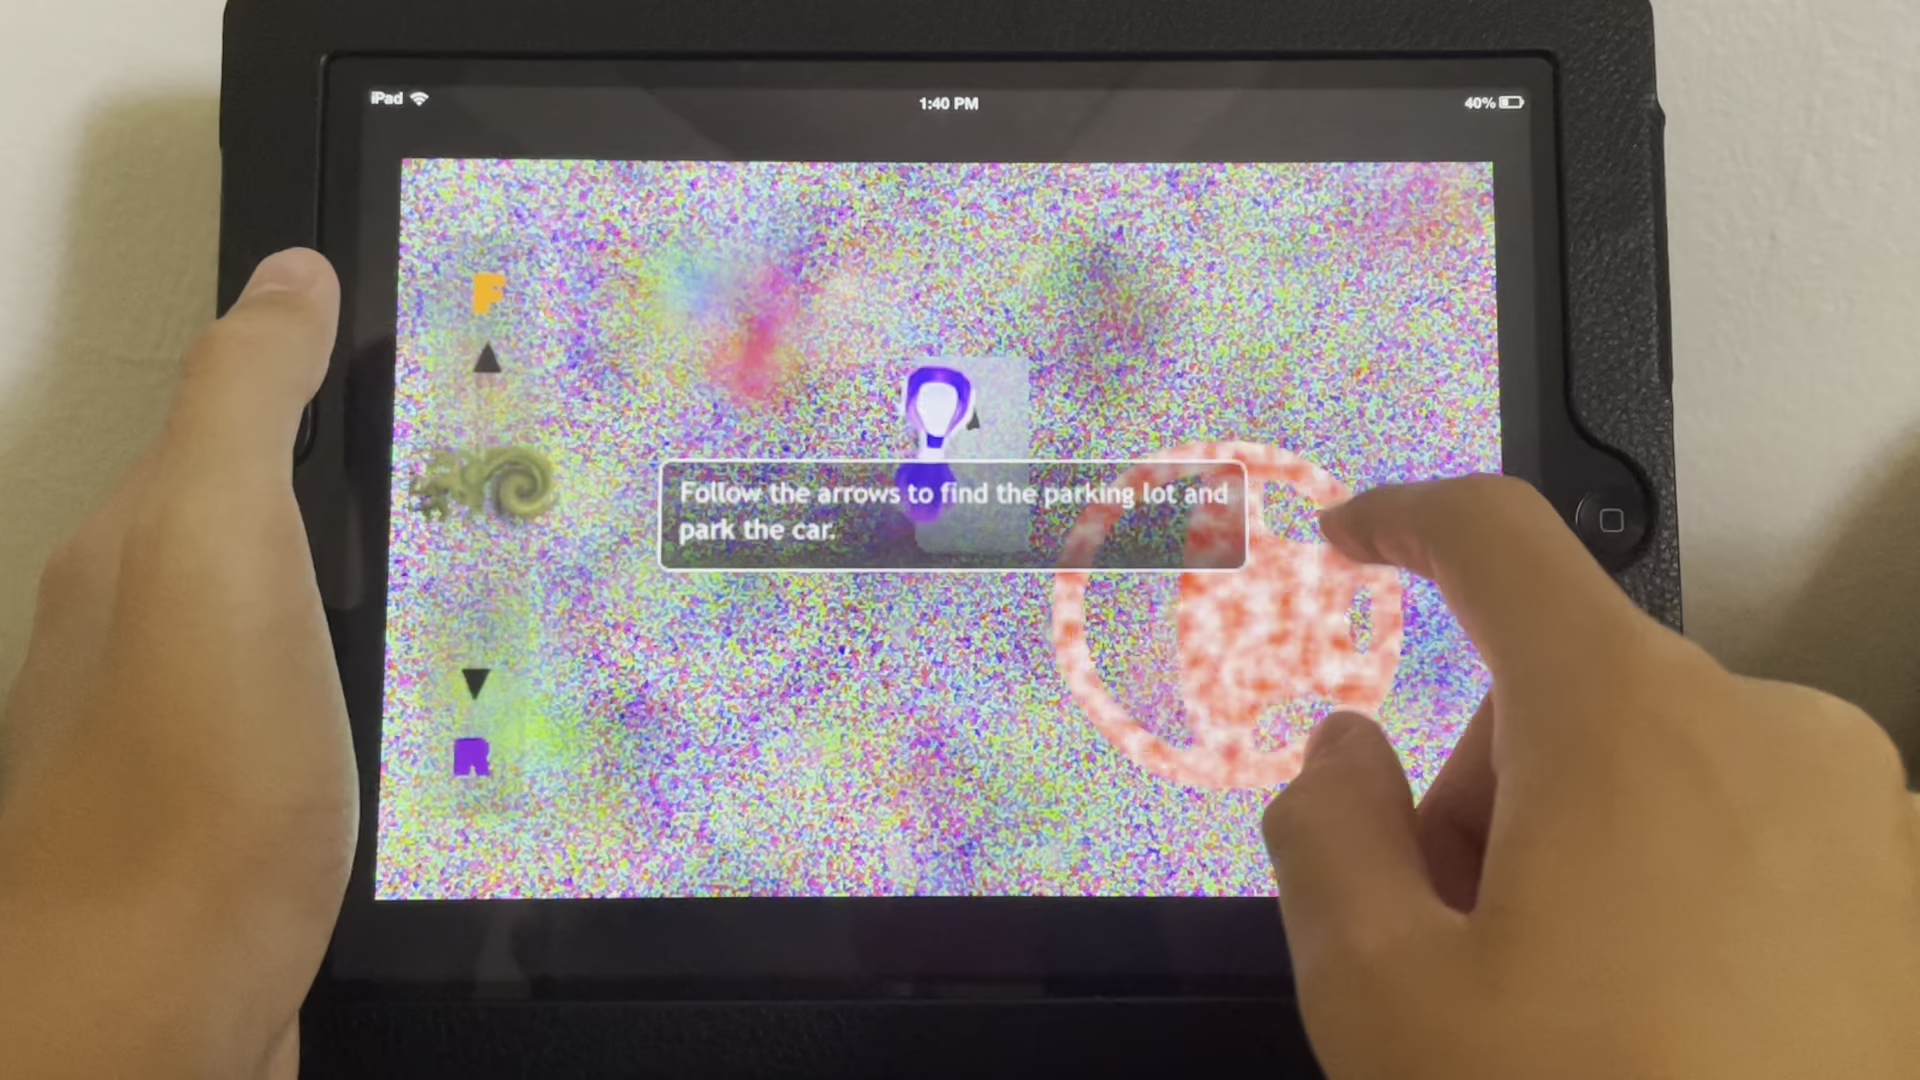 iPad
1:40 PM
40%
F
Follow the arrows to find the parking lot and
park the car.
R